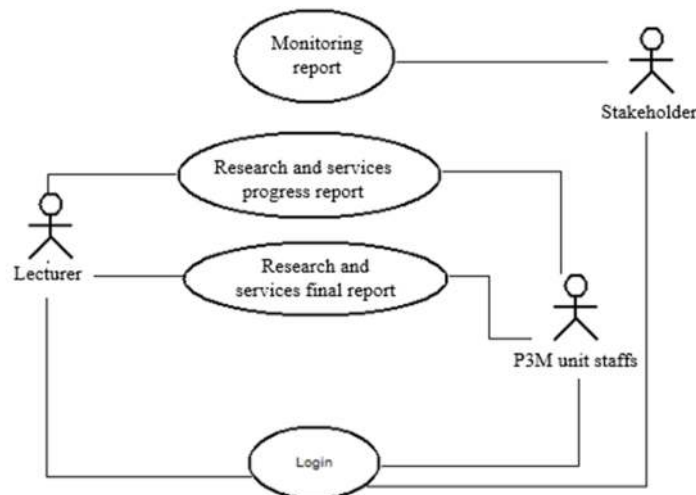 Monitoring
report
Stakeholder
Research and services
progress report
Lecturer
Research and
services final report
P3M unit staffs
Login